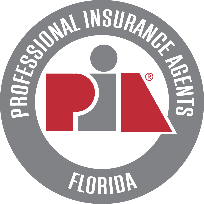 PROFESSIONAL INSURANCE AGENTS
PIA®
FLORIDA